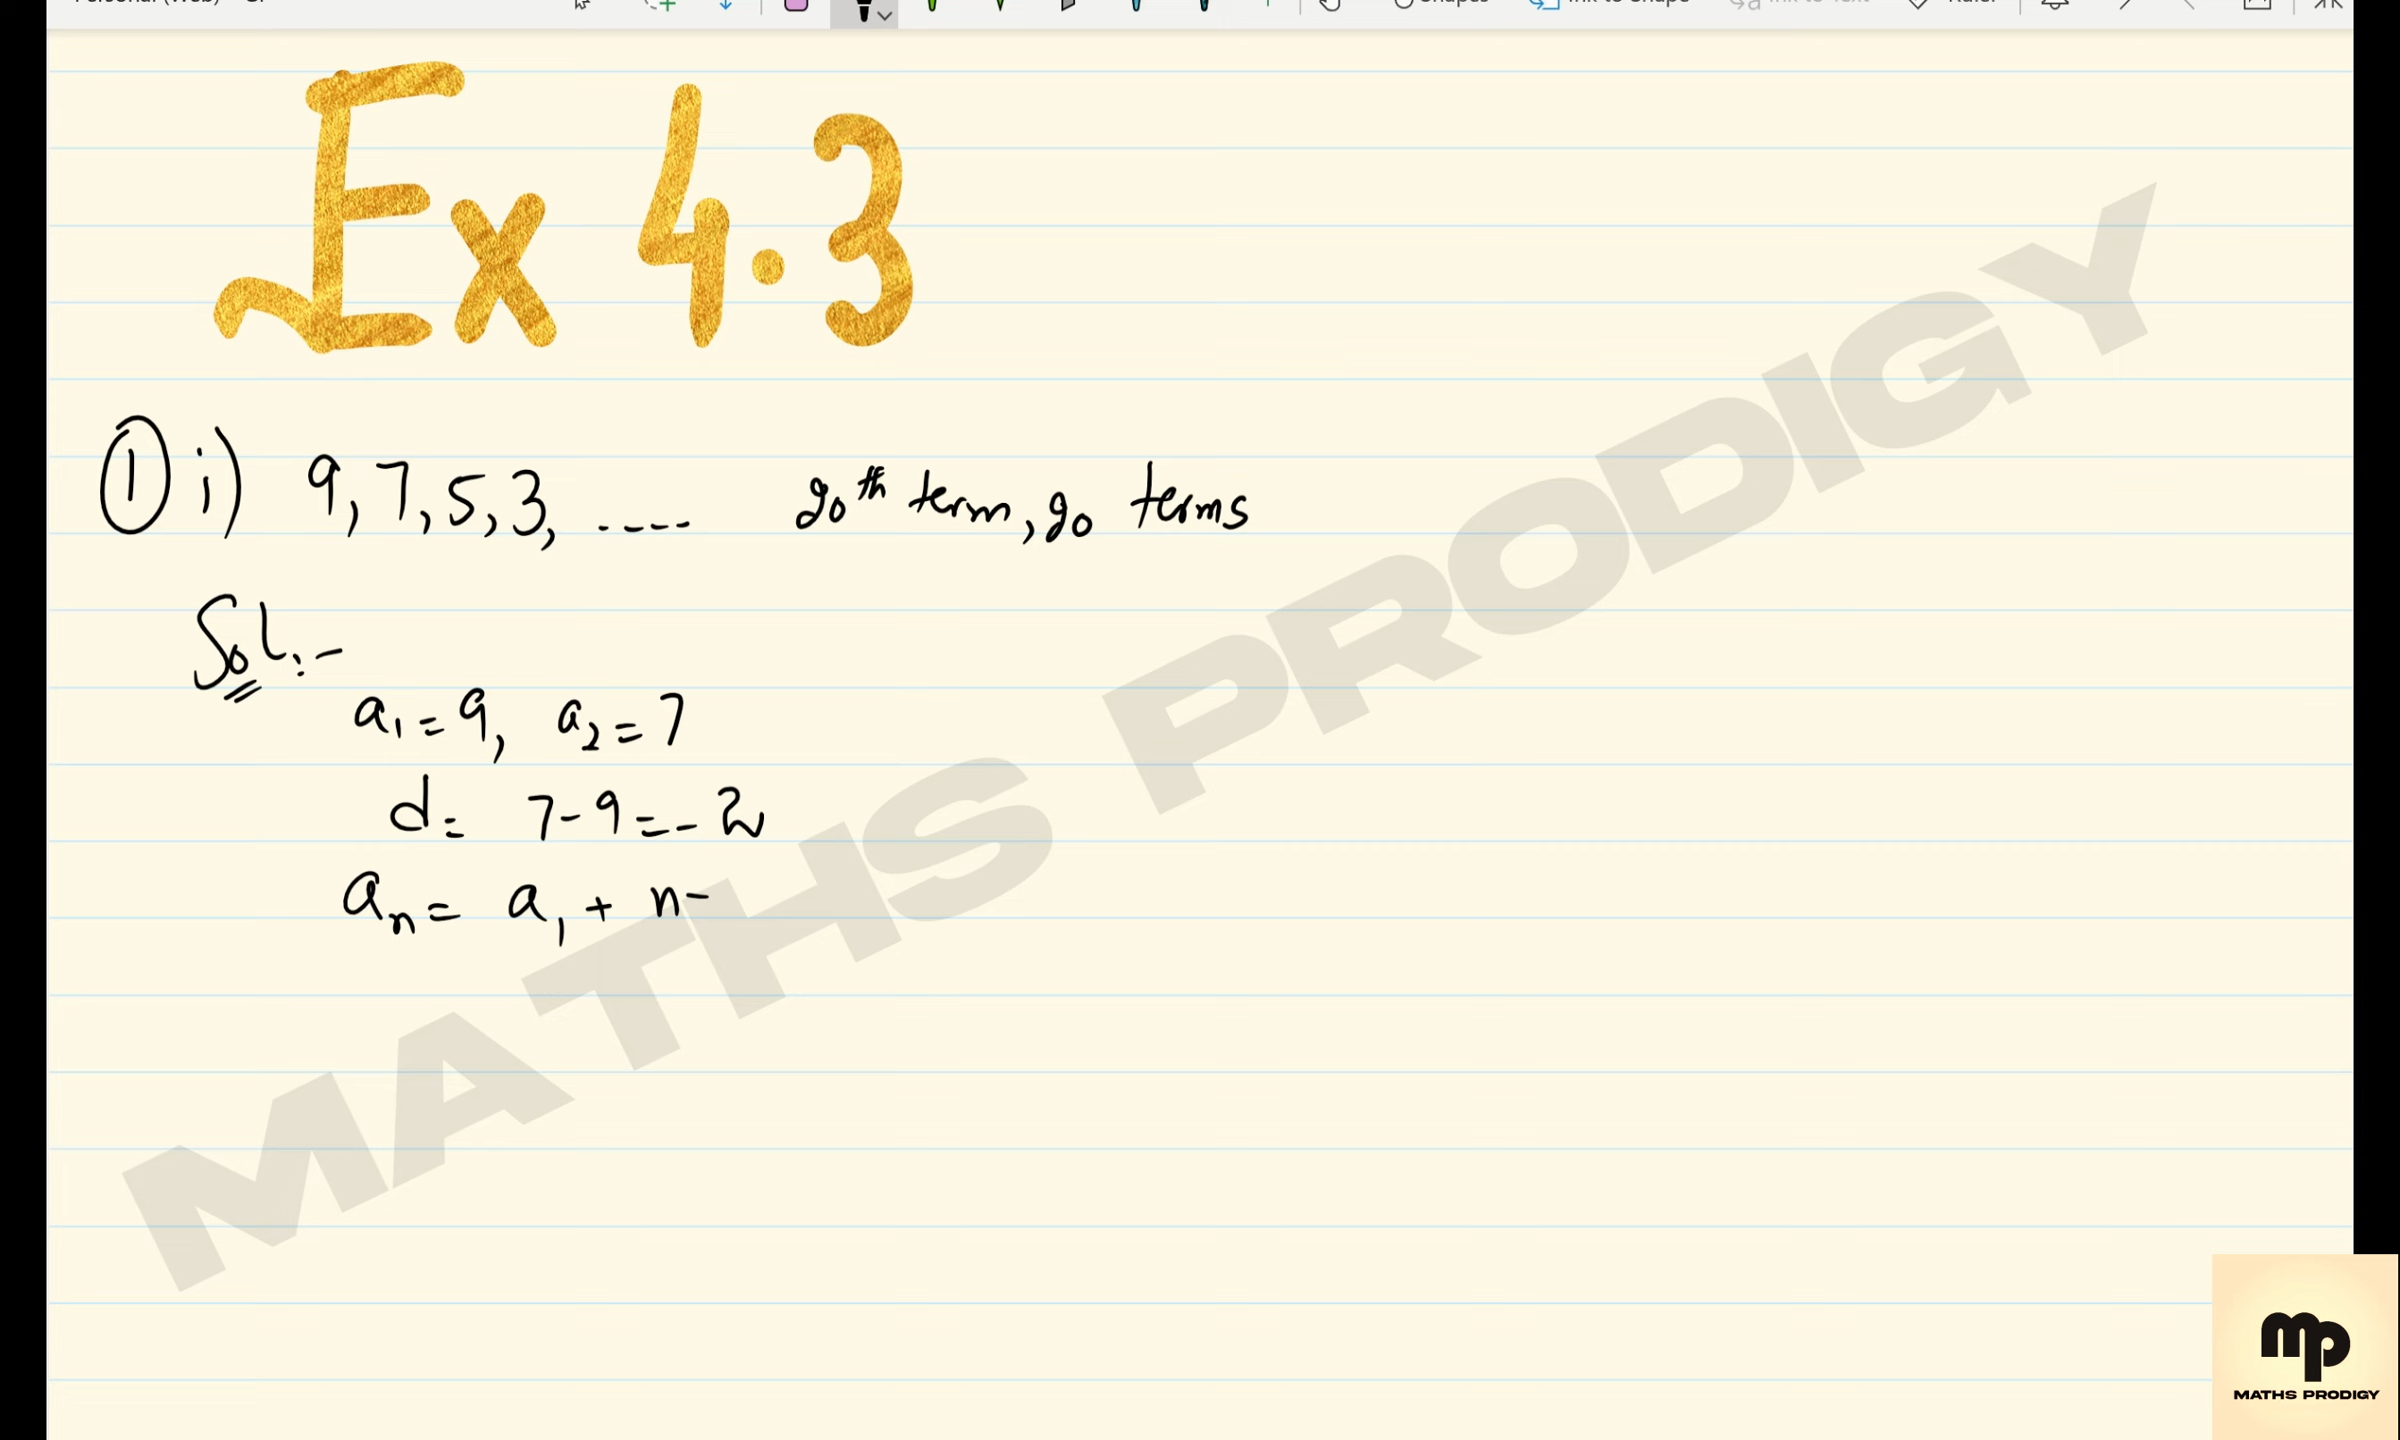 Ex 4.3
① i) 9, 7, 5, 3, .... 20th term, 20 terms
Sol:-
a₁ = 9, a₂ = 7
d = 7 - 9 = - 2
aₙ = a₁ + n -
MATHS PRODIGY
mp
MATHS PRODIGY